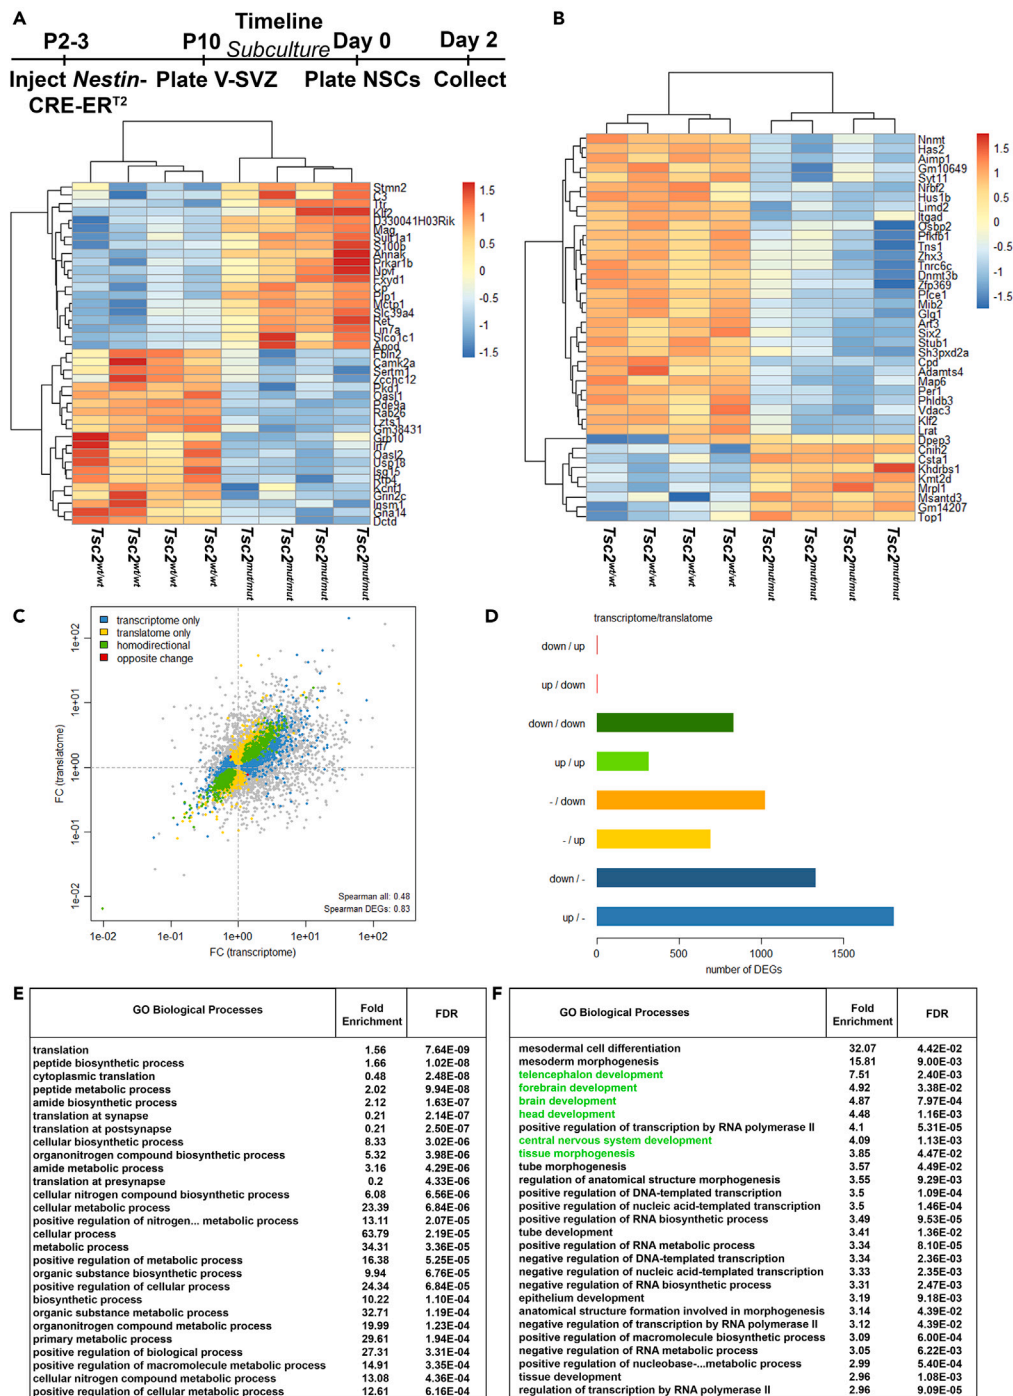 A
Timeline
P2-3 P10 Subculture Day 0 Day 2
Inject Nestin- Plate V-SVZ Plate NSCs Collect
CRE-ERT2
Stmn2
C3
Ttr
Klf2
D330041H03Rik
Mag
Sult1a1
S100b
Ahnak
Prkar1b
Npvf
Fxyd1
Cp
Plp1
Mctp1
Slc39a4
Ret
Lin7a
Slco1c1
Apod
Fbln2
Camk2a
Sertm1
Zcchc12
Pkd1
Oasl1
Pde9a
Rab26
Lzts1
Gm38431
Grb10
Irf7
Oasl2
Usp18
Isg15
Rtp4
Kcnt1
Grin2c
Insm1
Gna14
Dctd
1.5
1
0.5
0
-0.5
-1
-1.5
Tsc2wt/wt
Tsc2wt/wt
Tsc2wt/wt
Tsc2wt/wt
Tsc2mut/mut
Tsc2mut/mut
Tsc2mut/mut
Tsc2mut/mut
B
Nnmt
Has2
Aimp1
Gm10649
Syt11
Nrbf2
Hus1b
Limd2
Itgad
Osbp2
Pfkfb1
Tns1
Zhx3
Tnrc6c
Dnmt3b
Zfp369
Plce1
Mib2
Glg1
Art3
Six2
Stub1
Sh3pxd2a
Cpd
Adamts4
Map6
Per1
Phldb3
Vdac3
Klf2
Lrat
Dpep3
Cnih2
Csta1
Khdrbs1
Kmt2d
Mrpl1
Msantd3
Gm14207
Top1
1.5
1
0.5
0
-0.5
-1
-1.5
Tsc2wt/wt
Tsc2wt/wt
Tsc2wt/wt
Tsc2wt/wt
Tsc2mut/mut
Tsc2mut/mut
Tsc2mut/mut
Tsc2mut/mut
C
transcriptome only
translatome only
homodirectional
opposite change
FC (translatome)
1e+02
1e+01
1e+00
1e-01
1e-02
Spearman all: 0.48
Spearman DEGs: 0.83
1e-02 1e-01 1e+00 1e+01 1e+02
FC (transcriptome)
D
transcriptome/translatome
down / up
up / down
down / down
up / up
- / down
- / up
down / -
up / -
0 500 1000 1500
number of DEGs
E
GO Biological Processes Fold Enrichment FDR
translation 1.56 7.64E-09
peptide biosynthetic process 1.66 1.02E-08
cytoplasmic translation 0.48 2.48E-08
peptide metabolic process 2.02 9.94E-08
amide biosynthetic process 2.12 1.63E-07
translation at synapse 0.21 2.14E-07
translation at postsynapse 0.21 2.50E-07
cellular biosynthetic process 8.33 3.02E-06
organonitrogen compound biosynthetic process 5.32 3.98E-06
amide metabolic process 3.16 4.29E-06
translation at presynapse 0.2 4.33E-06
cellular nitrogen compound biosynthetic process 6.08 6.56E-06
cellular metabolic process 23.39 6.84E-06
positive regulation of nitrogen... metabolic process 13.11 2.07E-05
cellular process 63.79 2.19E-05
metabolic process 34.31 3.36E-05
positive regulation of metabolic process 16.38 5.25E-05
organic substance biosynthetic process 9.94 6.76E-05
positive regulation of cellular process 24.34 6.84E-05
biosynthetic process 10.22 1.10E-04
organic substance metabolic process 32.71 1.19E-04
organonitrogen compound metabolic process 19.99 1.23E-04
primary metabolic process 29.61 1.94E-04
positive regulation of biological process 27.31 3.31E-04
positive regulation of macromolecule metabolic process 14.91 3.35E-04
cellular nitrogen compound metabolic process 13.08 4.36E-04
positive regulation of cellular metabolic process 12.61 6.16E-04
F
GO Biological Processes Fold Enrichment FDR
mesodermal cell differentiation 32.07 4.42E-02
mesoderm morphogenesis 15.81 9.00E-03
telencephalon development 7.51 2.40E-03
forebrain development 4.92 3.38E-02
brain development 4.87 7.97E-04
head development 4.48 1.16E-03
positive regulation of transcription by RNA polymerase II 4.1 5.31E-05
central nervous system development 4.09 1.13E-03
tissue morphogenesis 3.85 4.47E-02
tube morphogenesis 3.57 4.49E-02
regulation of anatomical structure morphogenesis 3.55 9.29E-03
positive regulation of DNA-templated transcription 3.5 1.09E-04
positive regulation of nucleic acid-templated transcription 3.5 1.46E-04
positive regulation of RNA biosynthetic process 3.49 9.53E-05
tube development 3.41 1.36E-02
positive regulation of RNA metabolic process 3.34 8.10E-05
negative regulation of DNA-templated transcription 3.34 2.36E-03
negative regulation of nucleic acid-templated transcription 3.33 2.35E-03
negative regulation of RNA biosynthetic process 3.31 2.47E-03
epithelium development 3.19 9.18E-03
anatomical structure formation involved in morphogenesis 3.14 4.39E-02
negative regulation of transcription by RNA polymerase II 3.12 4.39E-02
positive regulation of macromolecule biosynthetic process 3.09 6.00E-04
negative regulation of RNA metabolic process 3.05 6.22E-03
positive regulation of nucleobase-...metabolic process 2.99 5.40E-04
tissue development 2.96 1.08E-03
regulation of transcription by RNA polymerase II 2.96 9.09E-05